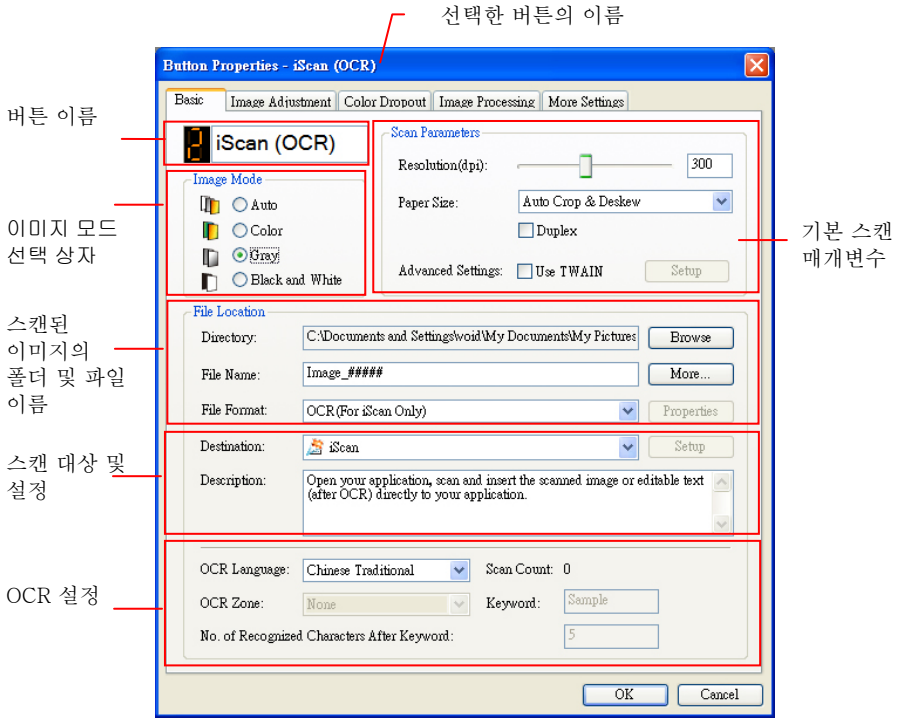 선택한 버튼의 이름
Button Properties - iScan (OCR)
Basic Image Adjustment Color Dropout Image Processing More Settings
버튼 이름
2 iScan (OCR)
Image Mode
Auto
Color
Gray
Black and White
이미지 모드
선택 상자
Scan Parameters
Resolution(dpi): 300
Paper Size: Auto Crop & Deskew
Duplex
Advanced Settings: Use TWAIN Setup
기본 스캔
매개변수
스캔된
이미지의
폴더 및 파일
이름
File Location
Directory: C:\Documents and Settings\void\My Documents\My Pictures Browse
File Name: Image_##### More...
File Format: OCR(For iScan Only) Properties
스캔 대상 및
설정
Destination: iScan Setup
Description: Open your application, scan and insert the scanned image or editable text
(after OCR) directly to your application.
OCR 설정
OCR Language: Chinese Traditional Scan Count: 0
OCR Zone: None Keyword: Sample
No. of Recognized Characters After Keyword: 5
OK Cancel